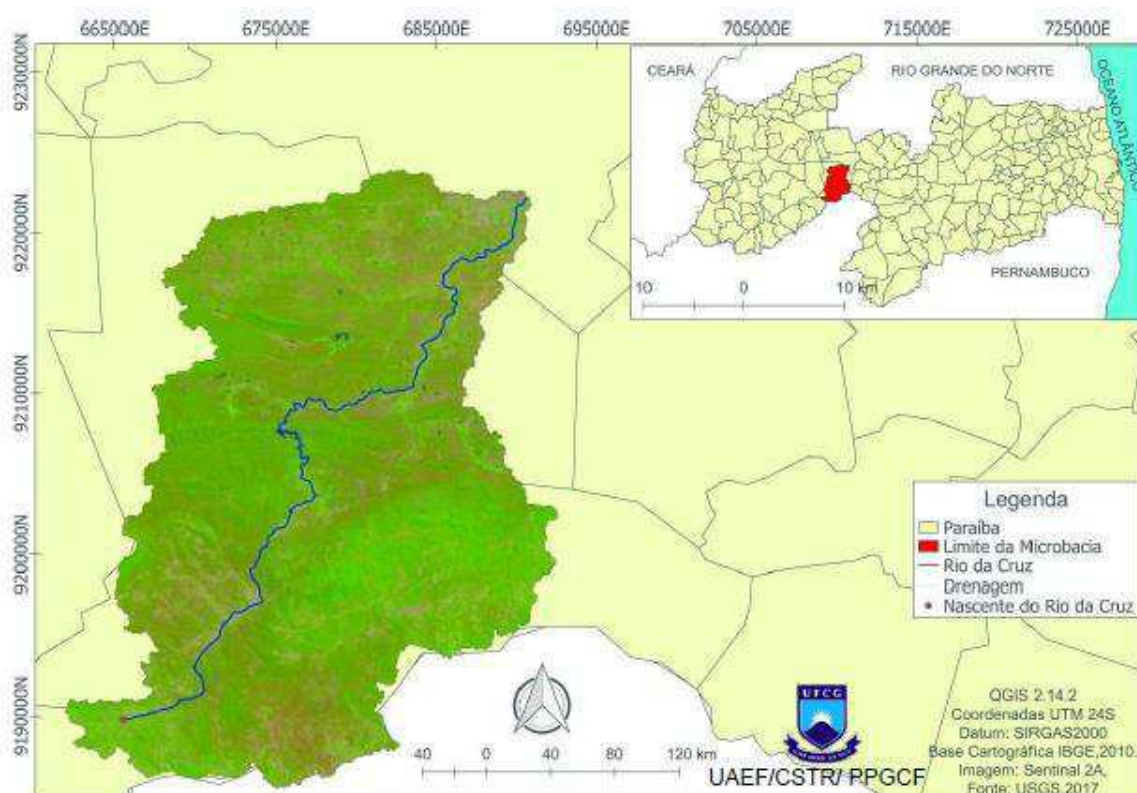 665000E 675000E 685000E 695000E 705000E 715000E 725000E
9230000N
9220000N
9210000N
9200000N
9190000N
CEARÁ
RIO GRANDE DO NORTE
OCEANO ATLÂNTICO
PERNAMBUCO
10 0 10 km
Legenda
Paraíba
Limite da Microbacia
Rio da Cruz
Drenagem
Nascente do Rio da Cruz
40 0 40 80 120 km
UFCG
UAEF/CSTR/ PPGCF
QGIS 2.14.2
Coordenadas UTM 24S
Datum: SIRGAS2000
Base Cartográfica IBGE,2010.
Imagem: Sentinal 2A,
Fonte: USGS 2017